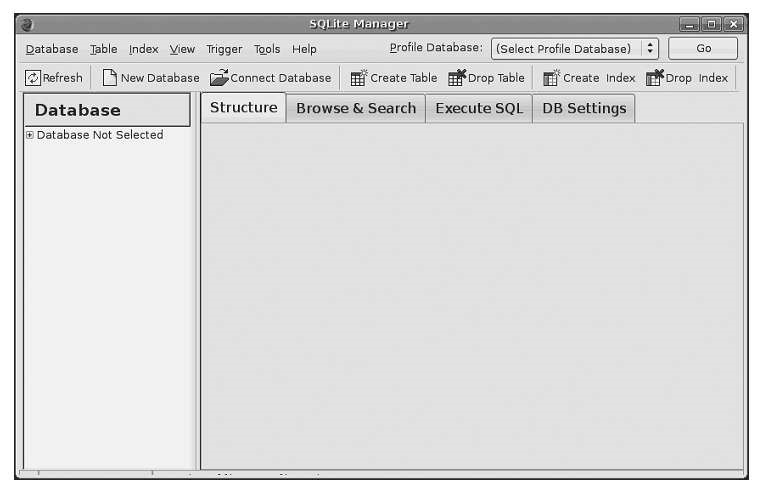 SQLite Manager
Database Table Index View Trigger Tools Help Profile Database: (Select Profile Database) Go
Refresh New Database Connect Database Create Table Drop Table Create Index Drop Index
Database Structure Browse & Search Execute SQL DB Settings
Database Not Selected